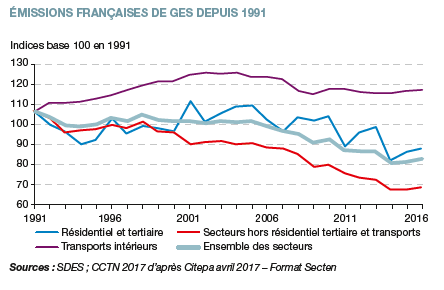 ÉMISSIONS FRANÇAISES DE GES DEPUIS 1991
Indices base 100 en 1991
130
120
110
100
90
80
70
60
1991 1996 2001 2006 2011 2016
Résidentiel et tertiaire Secteurs hors résidentiel tertiaire et transports
Transports intérieurs Ensemble des secteurs
Sources : SDES ; CCTN 2017 d'après Citepa avril 2017 – Format Secten